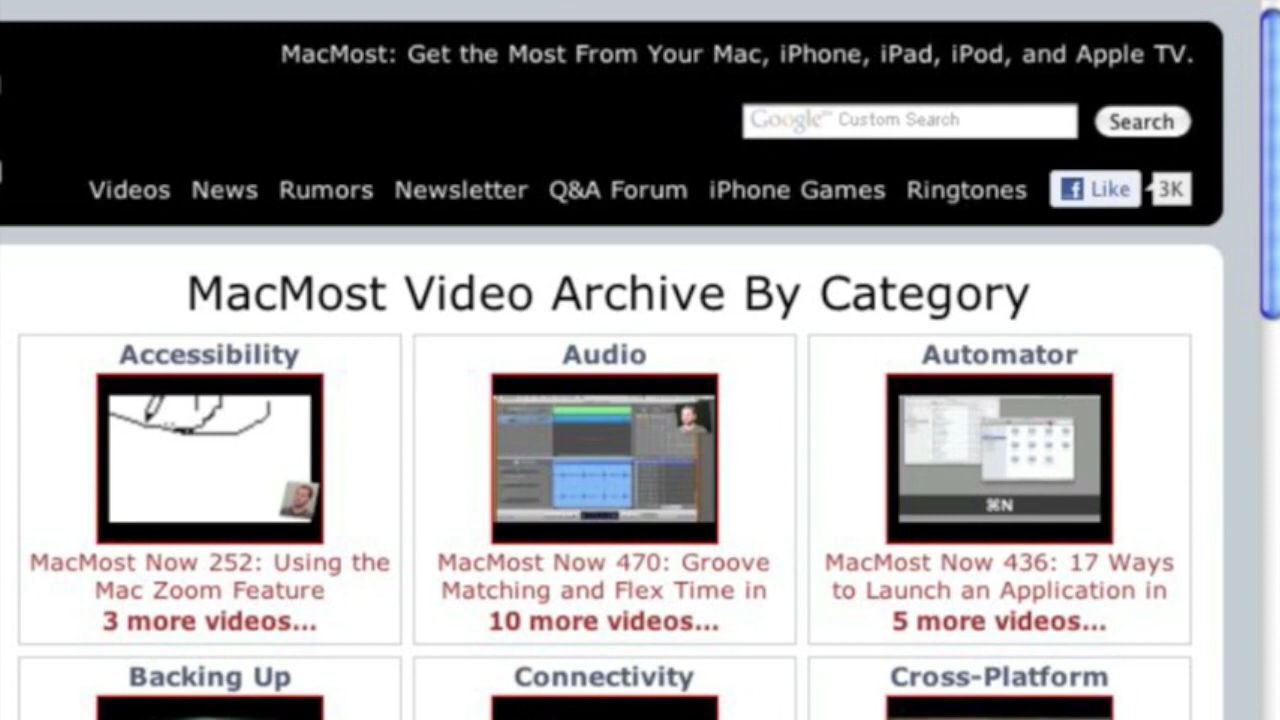 MacMost: Get the Most From Your Mac, iPhone, iPad, iPod, and Apple TV.
Google™ Custom Search
Search
Videos News Rumors Newsletter Q&A Forum iPhone Games Ringtones Like 3K
MacMost Video Archive By Category
Accessibility Audio Automator
⌘N
MacMost Now 252: Using the MacMost Now 470: Groove MacMost Now 436: 17 Ways
Mac Zoom Feature Matching and Flex Time in to Launch an Application in
3 more videos... 10 more videos... 5 more videos...
Backing Up Connectivity Cross-Platform